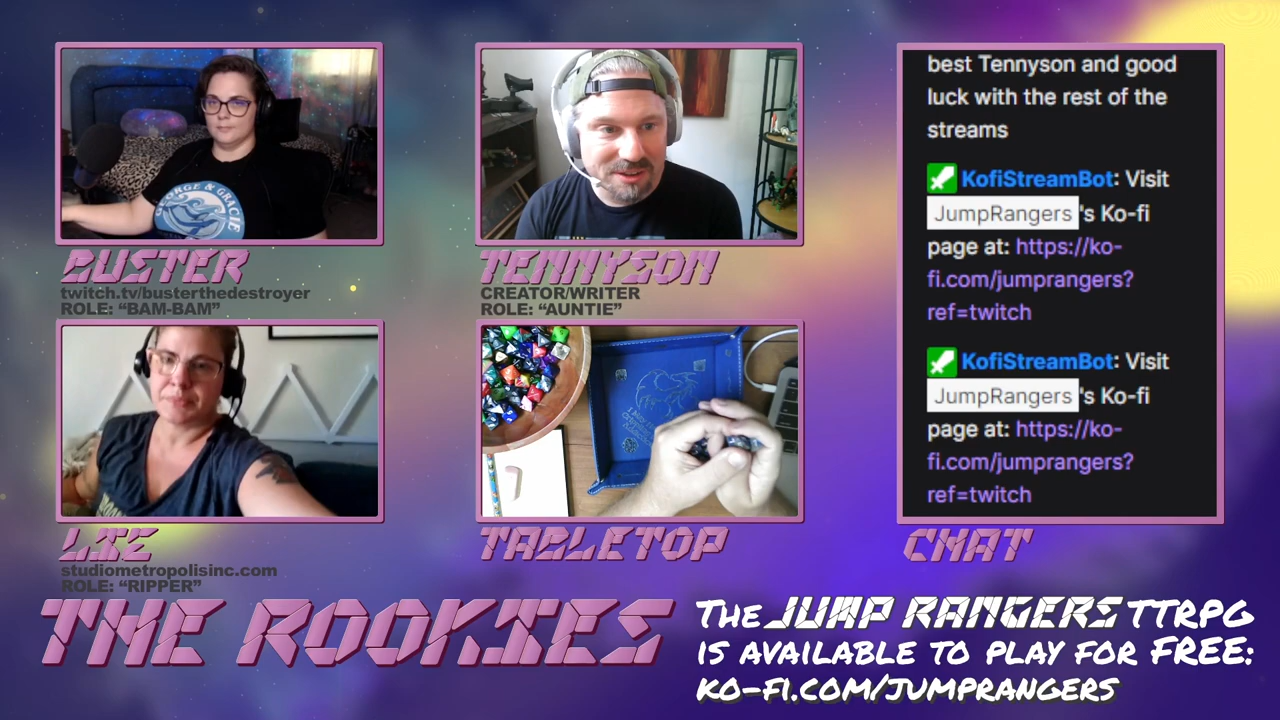 GEORGE & GRACIE
BUSTER
twitch.tv/busterthedestroyer
ROLE: “BAM-BAM”
TENNYSON
CREATOR/WRITER
ROLE: “AUNTIE”
best Tennyson and good
luck with the rest of the
streams
KofiStreamBot: Visit
JumpRangers's Ko-fi
page at: https://ko-
fi.com/jumprangers?
ref=twitch
KofiStreamBot: Visit
JumpRangers's Ko-fi
page at: https://ko-
fi.com/jumprangers?
ref=twitch
LIZ
studiometropolisinc.com
ROLE: “RIPPER”
TABLETOP
CHAT
THE ROOKIES
THE JUMP RANGERS TTRPG
IS AVAILABLE TO PLAY FOR FREE:
KO-FI.COM/JUMPRANGERS